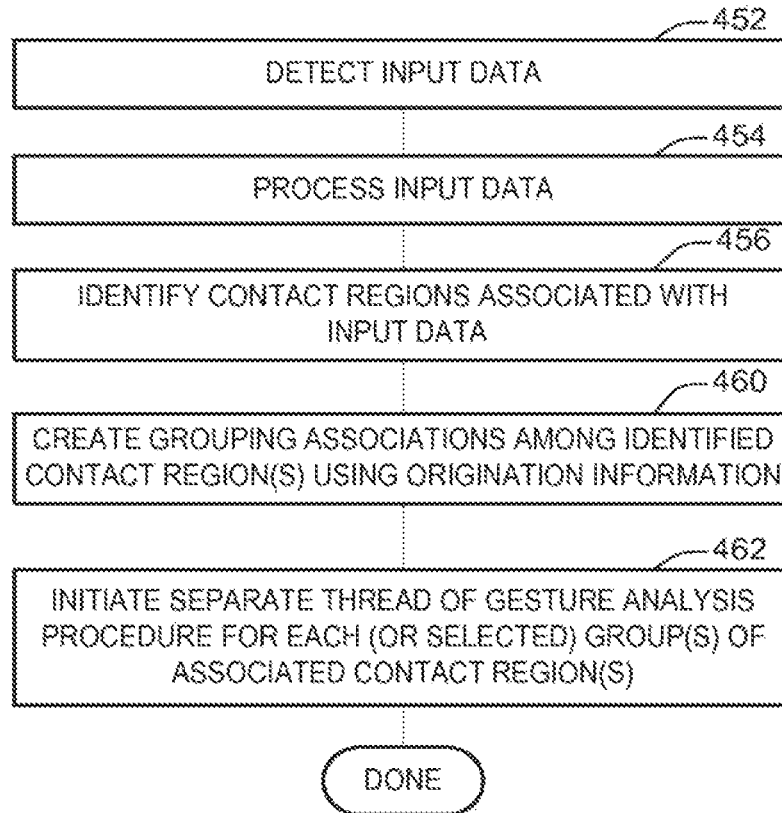 452
DETECT INPUT DATA
454
PROCESS INPUT DATA
456
IDENTIFY CONTACT REGIONS ASSOCIATED WITH
INPUT DATA
460
CREATE GROUPING ASSOCIATIONS AMONG IDENTIFIED
CONTACT REGION(S) USING ORIGINATION INFORMATION
462
INITIATE SEPARATE THREAD OF GESTURE ANALYSIS
PROCEDURE FOR EACH (OR SELECTED) GROUP(S) OF
ASSOCIATED CONTACT REGION(S)
DONE